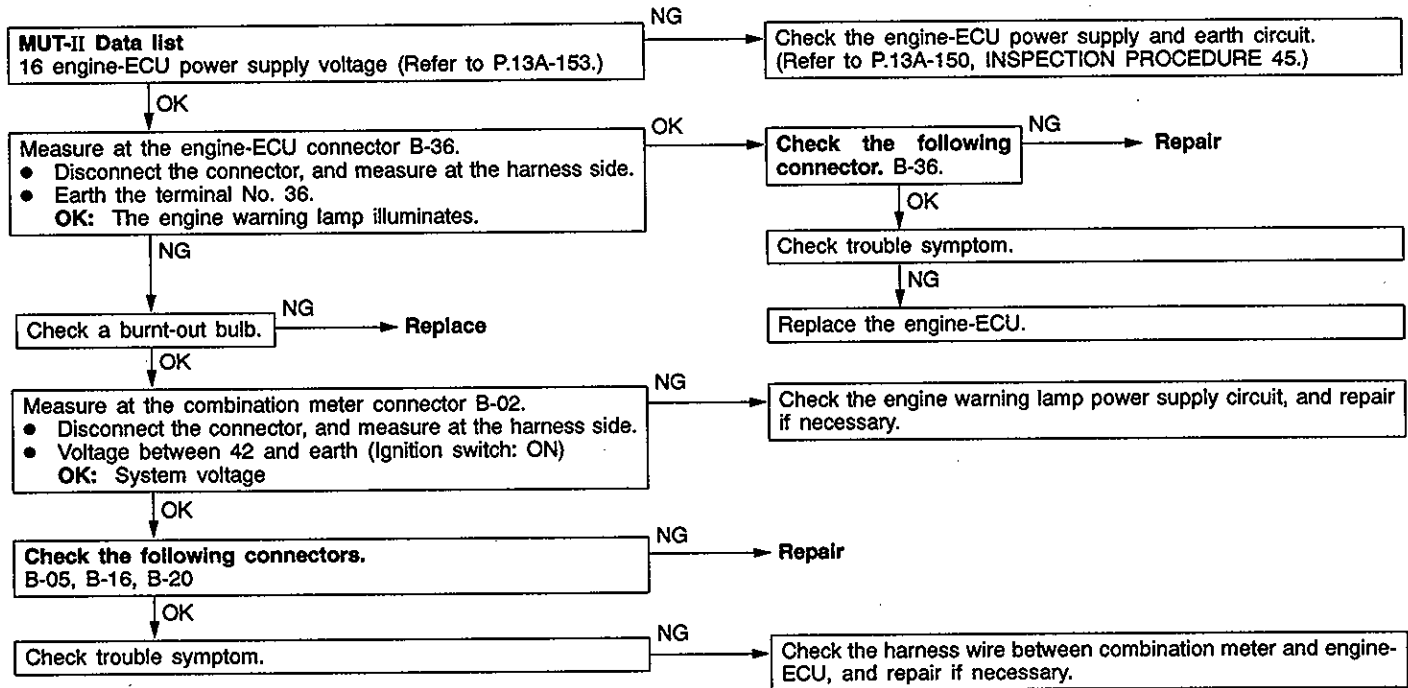 MUT-II Data list
16 engine-ECU power supply voltage (Refer to P.13A-153.)
NG
Check the engine-ECU power supply and earth circuit.
(Refer to P.13A-150, INSPECTION PROCEDURE 45.)
OK
Measure at the engine-ECU connector B-36.
● Disconnect the connector, and measure at the harness side.
● Earth the terminal No. 36.
OK: The engine warning lamp illuminates.
OK
Check the following
connector. B-36.
NG
Repair
OK
Check trouble symptom.
NG
Replace the engine-ECU.
NG
Check a burnt-out bulb.
NG
Replace
OK
Measure at the combination meter connector B-02.
● Disconnect the connector, and measure at the harness side.
● Voltage between 42 and earth (Ignition switch: ON)
OK: System voltage
NG
Check the engine warning lamp power supply circuit, and repair
if necessary.
OK
Check the following connectors.
B-05, B-16, B-20
NG
Repair
OK
Check trouble symptom.
NG
Check the harness wire between combination meter and engine-
ECU, and repair if necessary.